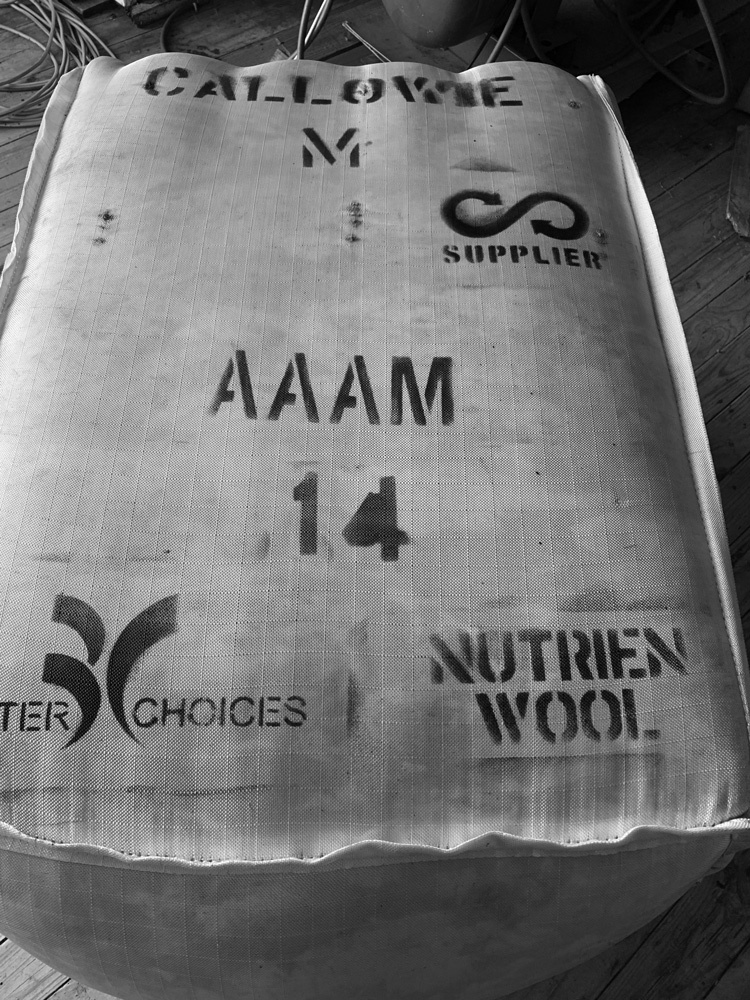 CALLOWIE
M
SUPPLIER
AAAM
14
TER CHOICES
NUTRIEN
WOOL